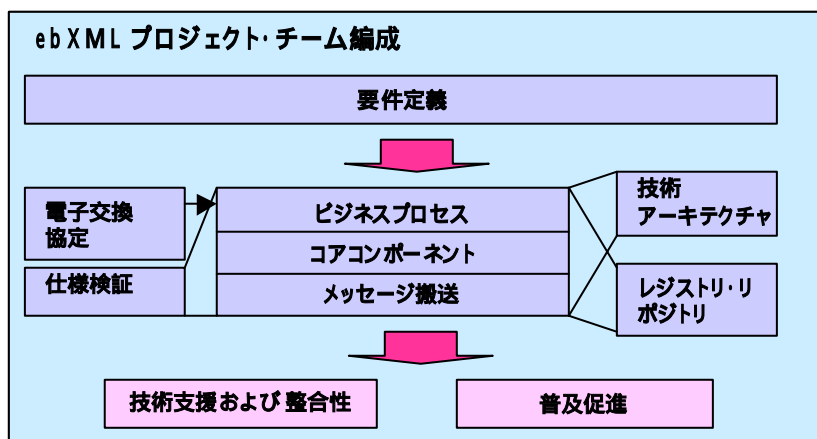 ebXML プロジェクト・チーム編成
要件定義
電子交換
協定
仕様検証
ビジネスプロセス
コアコンポーネント
メッセージ搬送
技術
アーキテクチャ
レジストリ・リ
ポジトリ
技術支援および 整合性
普及促進